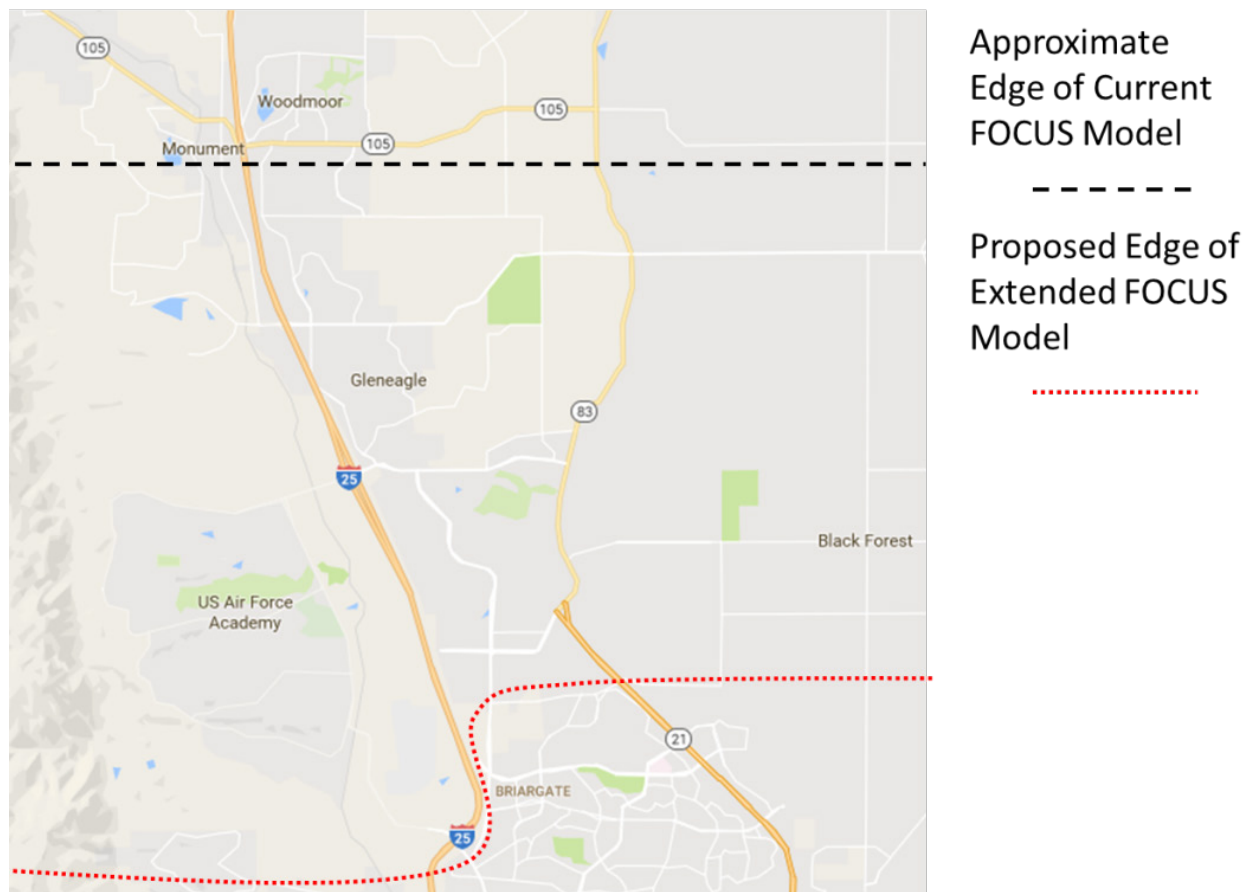 105
Woodmoor
105
105
Monument
Gleneagle
83
25
Black Forest
US Air Force
Academy
21
BRIARGATE
25
Approximate
Edge of Current
FOCUS Model
Proposed Edge of
Extended FOCUS
Model